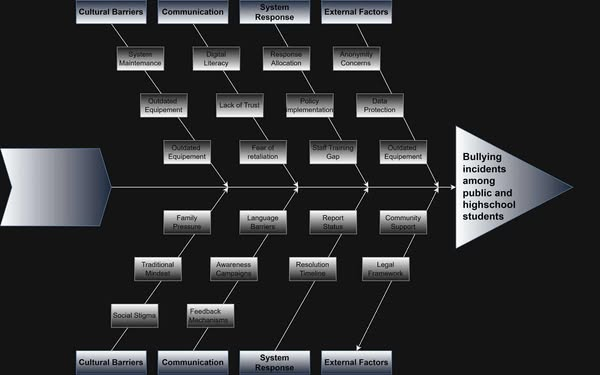 Cultural Barriers
Communication
System
Response
External Factors
System
Maintemance
Digital
Literacy
Response
Allocation
Anonymity
Concerns
Outdated
Equipement
Lack of Trust
Policy
Implementation
Data
Protection
Outdated
Equipement
Fear of
retaliation
Staff Training
Gap
Outdated
Equipement
Bullying
incidents
among
public and
highschool
students
Family
Pressure
Language
Barriers
Report
Status
Community
Support
Traditional
Mindset
Awareness
Campaigns
Resolution
Timeline
Legal
Framework
Social Stigma
Feedback
Mechanisms
Cultural Barriers
Communication
System
Response
External Factors